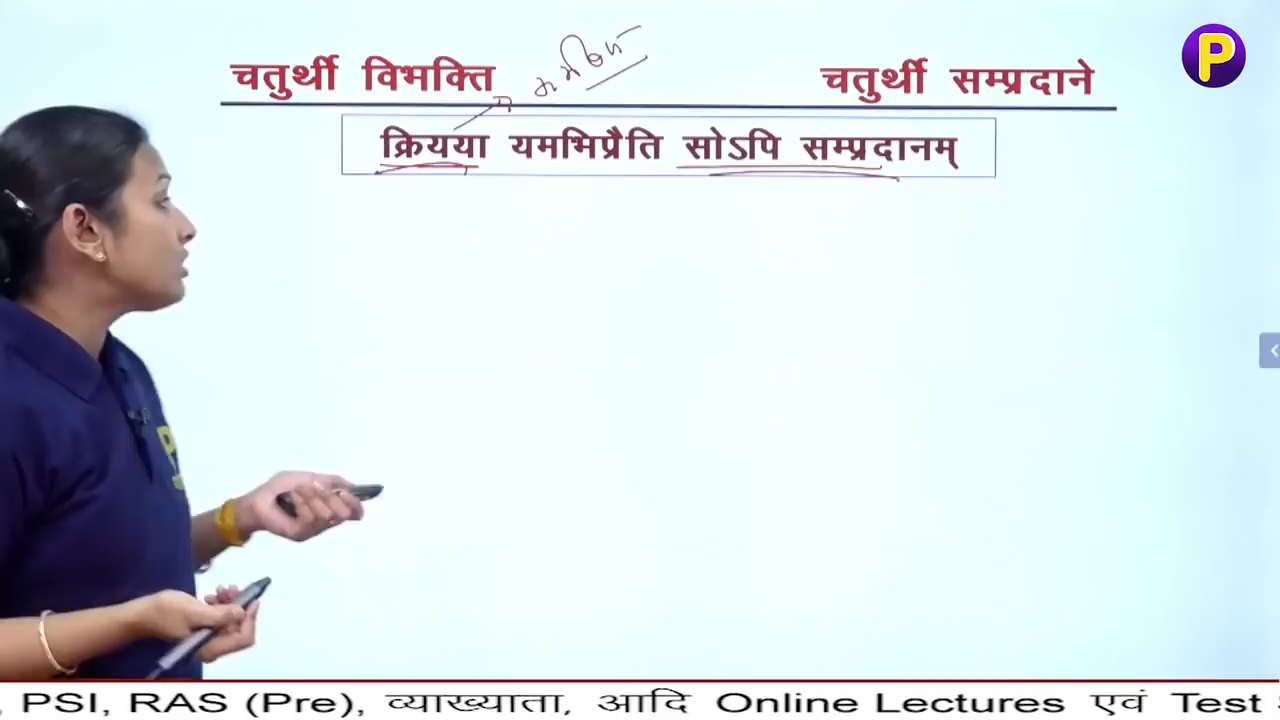 चतुर्थी विभक्ति
चतुर्थी सम्प्रदाने
P
क्रियया यमभिप्रैति सोऽपि सम्प्रदानम्
, PSI, RAS (Pre), व्याख्याता, आदि Online Lectures एवं Test